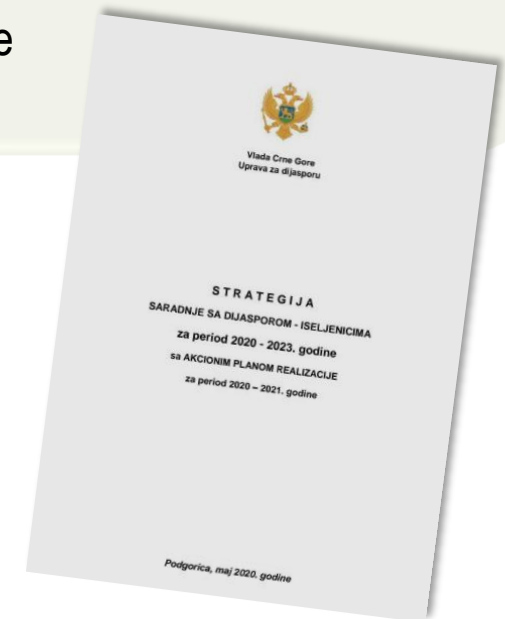 e
Vlada Crne Gore
Uprava za dijasporu
STRATEGIJA
SARADNJE SA DIJASPOROM - ISELJENICIMA
za period 2020 - 2023. godine
sa AKCIONIM PLANOM REALIZACIJE
za period 2020 – 2021. godine
Podgorica, maj 2020. godine